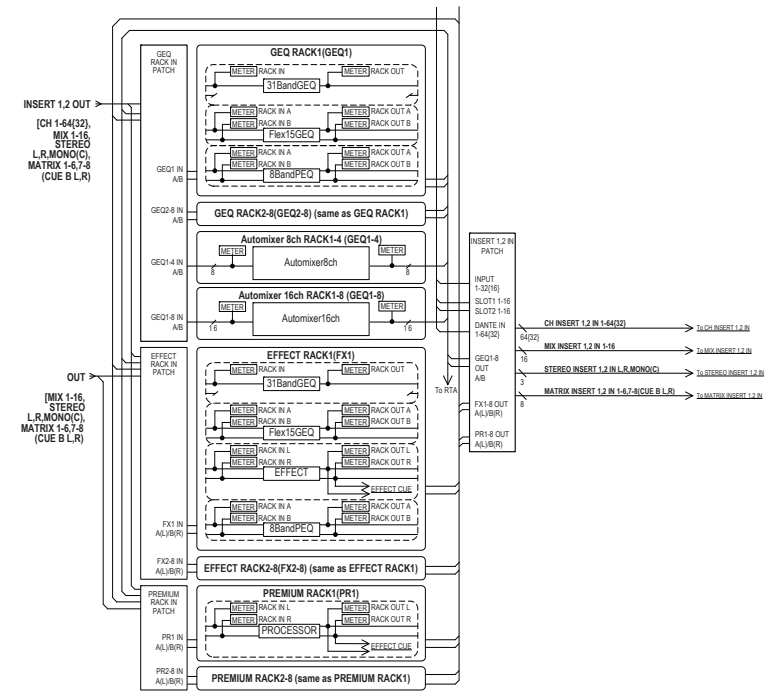 GEQ
RACK IN
PATCH
GEQ RACK1(GEQ1)
METER RACK IN METER RACK OUT
31BandGEQ
INSERT 1,2 OUT
[CH 1-64{32},
MIX 1-16,
STEREO
L,R,MONO(C),
MATRIX 1-6,7-8
(CUE B L,R)
METER RACK IN A METER RACK OUT A
METER RACK IN B METER RACK OUT B
Flex15GEQ
METER RACK IN A METER RACK OUT A
METER RACK IN B METER RACK OUT B
8BandPEQ
GEQ1 IN
A/B
GEQ2-8 IN
A/B
GEQ RACK2-8(GEQ2-8) (same as GEQ RACK1)
Automixer 8ch RACK1-4 (GEQ1-4)
METER METER
GEQ1-4 IN
A/B
8 Automixer8ch 8
Automixer 16ch RACK1-8 (GEQ1-8)
METER METER
GEQ1-8 IN
A/B
16 Automixer16ch 16
INSERT 1,2 IN
PATCH
INPUT
1-32{16}
SLOT1 1-16
SLOT2 1-16
DANTE IN
1-64{32}
GEQ1-8
OUT
A/B
FX1-8 OUT
A(L)/B(R)
PR1-8 OUT
A(L)/B(R)
CH INSERT 1,2 IN 1-64{32}
64{32}
To CH INSERT 1,2 IN
MIX INSERT 1,2 IN 1-16
16
To MIX INSERT 1,2 IN
STEREO INSERT 1,2 IN L,R,MONO(C)
3
To STEREO INSERT 1,2 IN
MATRIX INSERT 1,2 IN 1-6,7-8(CUE B L,R)
8
To MATRIX INSERT 1,2 IN
To RTA
EFFECT
RACK IN
PATCH
EFFECT RACK1(FX1)
METER RACK IN METER RACK OUT
31BandGEQ
OUT
[MIX 1-16,
STEREO
L,R,MONO(C),
MATRIX 1-6,7-8
(CUE B L,R)
METER RACK IN A METER RACK OUT A
METER RACK IN B METER RACK OUT B
Flex15GEQ
METER RACK IN L METER RACK OUT L
METER RACK IN R METER RACK OUT R
EFFECT
EFFECT CUE
METER RACK IN A METER RACK OUT A
METER RACK IN B METER RACK OUT B
8BandPEQ
FX1 IN
A(L)/B(R)
FX2-8 IN
A(L)/B(R)
EFFECT RACK2-8(FX2-8) (same as EFFECT RACK1)
PREMIUM
RACK IN
PATCH
PREMIUM RACK1(PR1)
METER RACK IN L METER RACK OUT L
METER RACK IN R METER RACK OUT R
PROCESSOR
EFFECT CUE
PR1 IN
A(L)/B(R)
PR2-8 IN
A(L)/B(R)
PREMIUM RACK2-8 (same as PREMIUM RACK1)